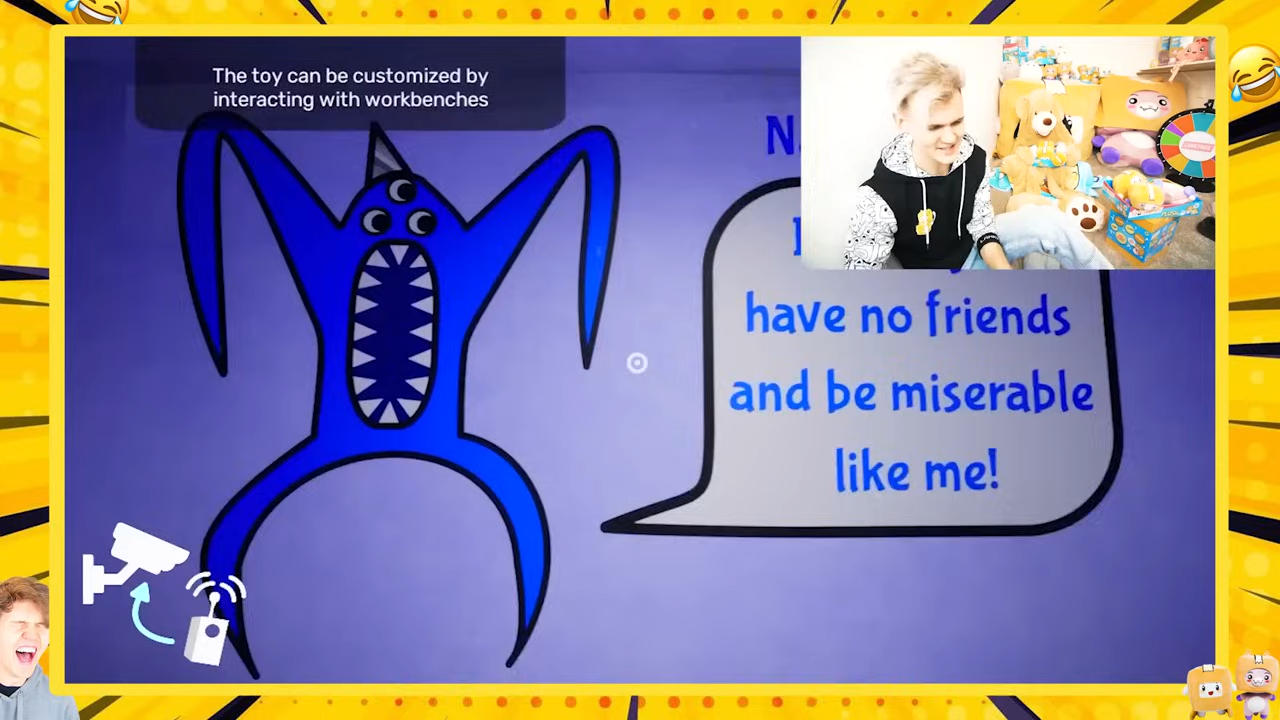 The toy can be customized by
interacting with workbenches
have no friends
and be miserable
like me!